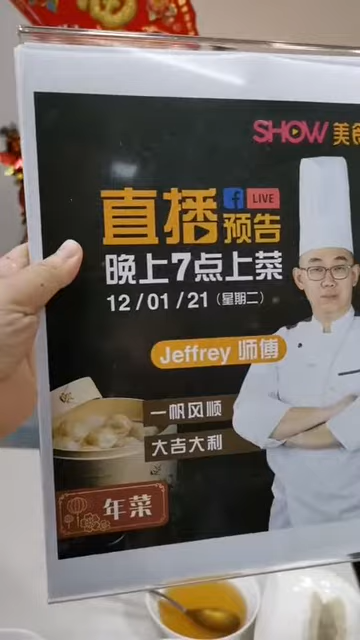 SHOW 美食
直播
LIVE
预告
晚上7点上菜
12/01/21 (星期二)
Jeffrey 师傅
一帆风顺
大吉大利
年菜